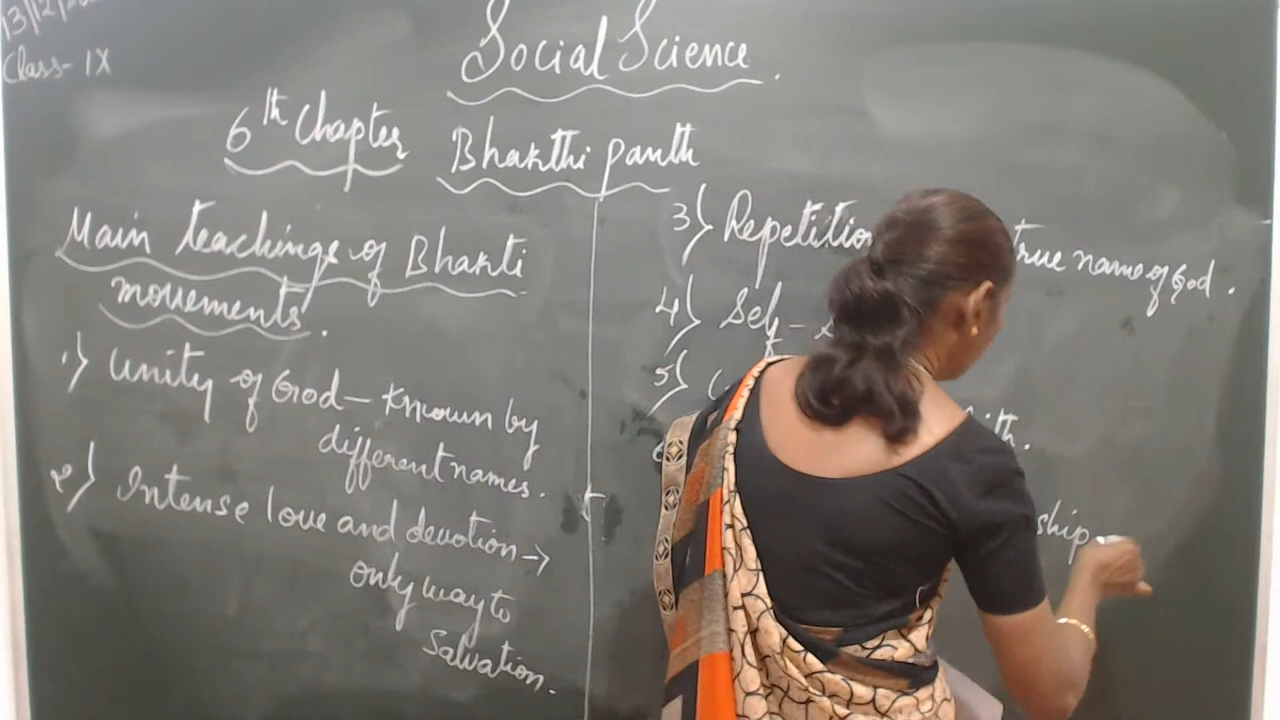 13/12/
Class- IX
Social Science.
6th Chapter Bhakthi panth
Main teachings of Bhakti
movements.
1) Unity of God - Known by
different names.
2) Intense love and devotion →
only way to
Salvation.
3) Repetition true name of God.
4) Self -
5)
ship